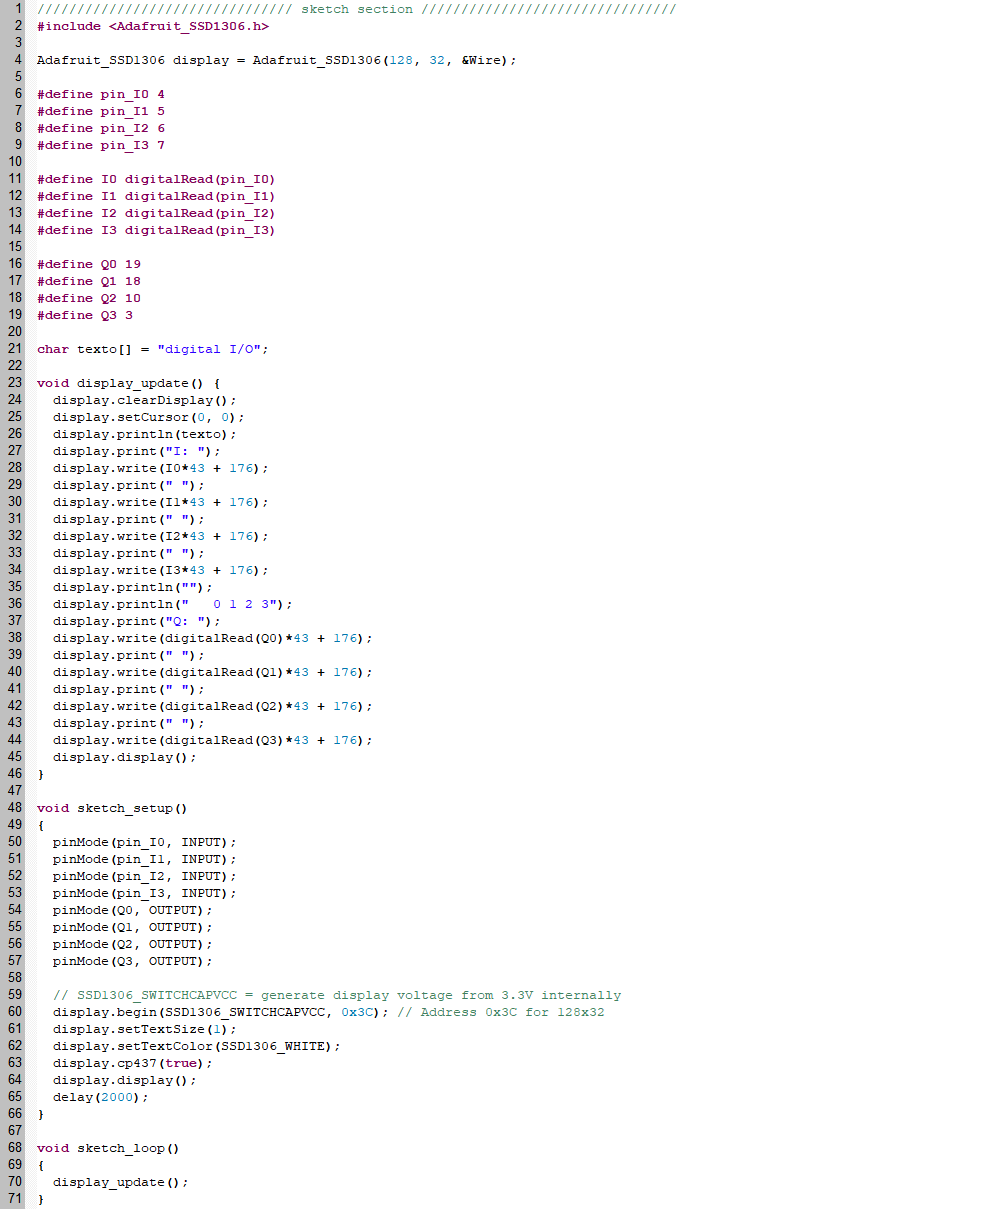 1 //////////////////////////////// sketch section ////////////////////////////////
2 #include <Adafruit_SSD1306.h>
3
4 Adafruit_SSD1306 display = Adafruit_SSD1306(128, 32, &Wire);
5
6 #define pin_I0 4
7 #define pin_I1 5
8 #define pin_I2 6
9 #define pin_I3 7
10
11 #define I0 digitalRead(pin_I0)
12 #define I1 digitalRead(pin_I1)
13 #define I2 digitalRead(pin_I2)
14 #define I3 digitalRead(pin_I3)
15
16 #define Q0 19
17 #define Q1 18
18 #define Q2 10
19 #define Q3 3
20
21 char texto[] = "digital I/O";
22
23 void display_update() {
24   display.clearDisplay();
25   display.setCursor(0, 0);
26   display.println(texto);
27   display.print("I: ");
28   display.write(I0*43 + 176);
29   display.print(" ");
30   display.write(I1*43 + 176);
31   display.print(" ");
32   display.write(I2*43 + 176);
33   display.print(" ");
34   display.write(I3*43 + 176);
35   display.println("");
36   display.println("   0 1 2 3");
37   display.print("Q: ");
38   display.write(digitalRead(Q0)*43 + 176);
39   display.print(" ");
40   display.write(digitalRead(Q1)*43 + 176);
41   display.print(" ");
42   display.write(digitalRead(Q2)*43 + 176);
43   display.print(" ");
44   display.write(digitalRead(Q3)*43 + 176);
45   display.display();
46 }
47
48 void sketch_setup()
49 {
50   pinMode(pin_I0, INPUT);
51   pinMode(pin_I1, INPUT);
52   pinMode(pin_I2, INPUT);
53   pinMode(pin_I3, INPUT);
54   pinMode(Q0, OUTPUT);
55   pinMode(Q1, OUTPUT);
56   pinMode(Q2, OUTPUT);
57   pinMode(Q3, OUTPUT);
58
59   // SSD1306_SWITCHCAPVCC = generate display voltage from 3.3V internally
60   display.begin(SSD1306_SWITCHCAPVCC, 0x3C); // Address 0x3C for 128x32
61   display.setTextSize(1);
62   display.setTextColor(SSD1306_WHITE);
63   display.cp437(true);
64   display.display();
65   delay(2000);
66 }
67
68 void sketch_loop()
69 {
70   display_update();
71 }